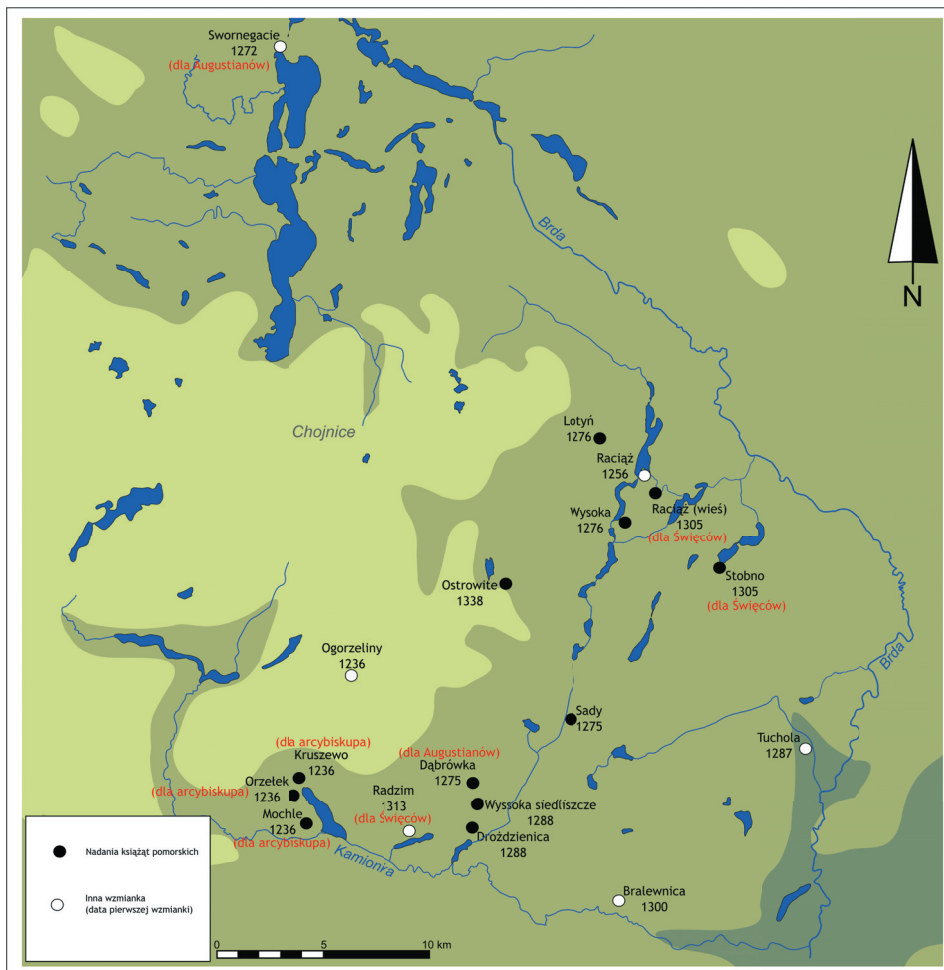 Swornegacie
1272
(dla Augustianów)
Brda
N
Chojnice
Lotyń
1276
Raciąż
1256
Wysoka
1276
Raciąż (wieś)
1305
(dla Święców)
Stobno
1305
(dla Święców)
Ostrowite
1338
Ogorzeliny
1236
Brda
Sady
1275
Tuchola
1287
(dla arcybiskupa)
Kruszewo
1236
(dla Augustianów)
Dąbrówka
1275
Orzełek
1236
(dla arcybiskupa)
Radzim
1313
(dla Święców)
Wyssoka siedliszcze
1288
Mochle
1236
(dla arcybiskupa)
Drożdzienica
1288
Kamionka
Bralewnica
1300
Nadania książąt pomorskich
Inna wzmianka
(data pierwszej wzmianki)
0 5 10 km